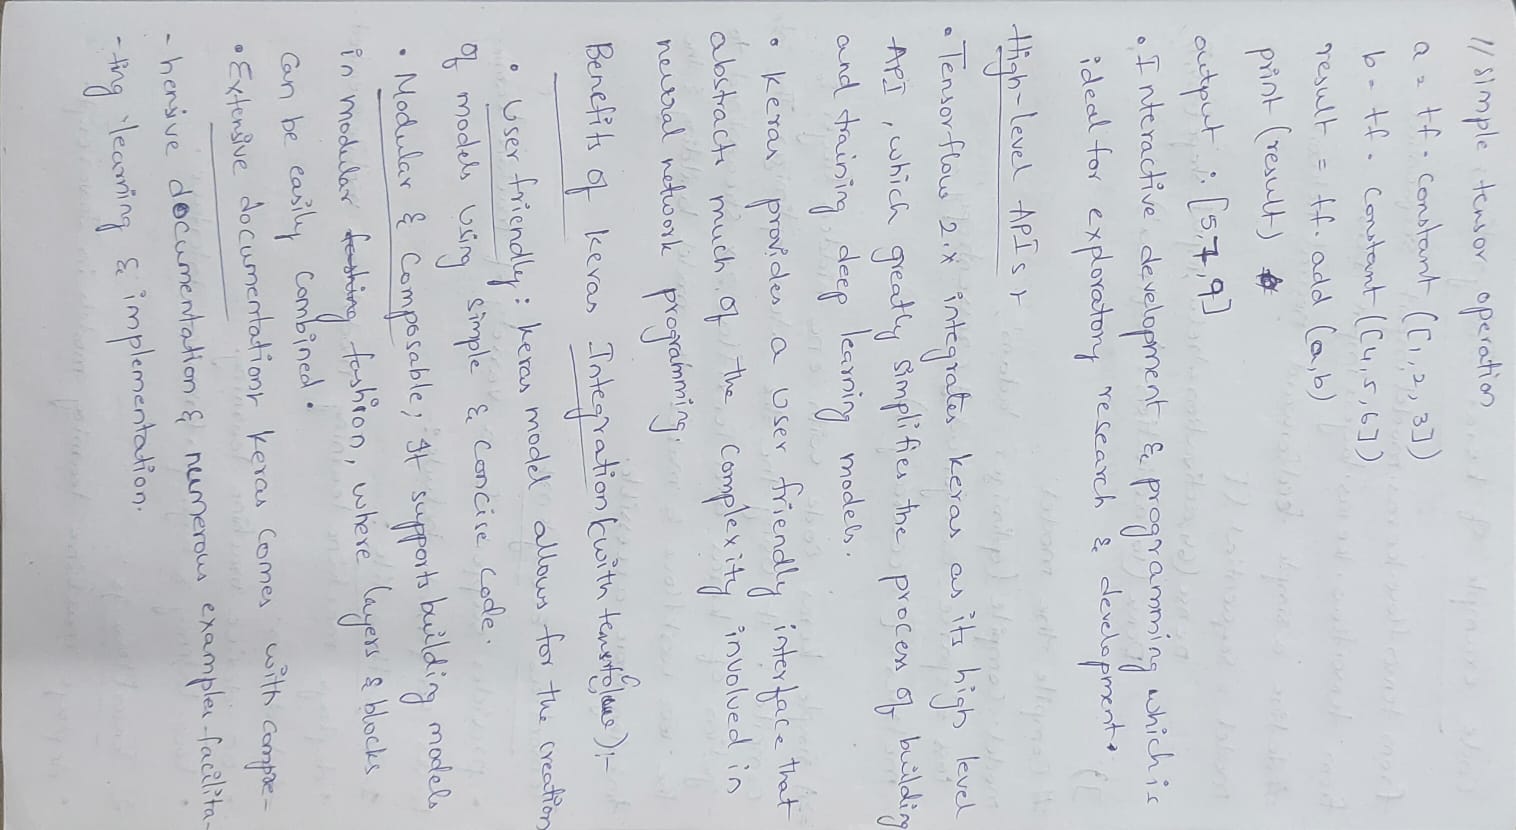 // simple tensor operation
a = tf. constant ([1, 2, 3])
b = tf. constant ([4, 5, 6])
result = tf. add (a,b)
print (result)
output : [5,7,9]
• Interactive development & programming which is
ideal for exploratory research & development.
High-level APIs :
• Tensorflow 2.x integrates keras as its high level
API, which greatly simplifies the process of building
and training deep learning models.
• Keras provides a user friendly interface that
abstracts much of the complexity involved in
neural network programming.
Benefits of keras Integration (with tensorflow) :-
• User friendly : keras model allows for the creation
of models using simple & concise code.
• Modular & Composable; It supports building models
in modular fashion, where layers & blocks
can be easily combined.
• Extensive documentation: keras comes with compre-
- hensive documentation & numerous examples facilita-
- ting learning & implementation.